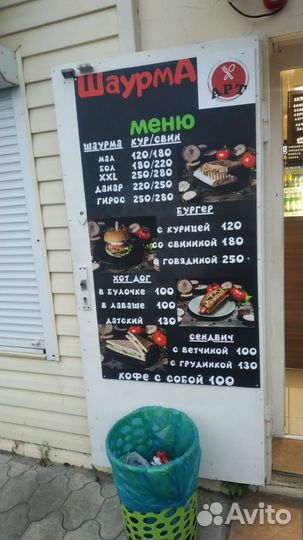 ШаурмА
АРТ
меню
шаурма кур/свин
мал 120/180
бол 180/220
XXL 250/280
данар 220/250
гирос 250/280
бургер
с курицей 120
со свининой 180
с говядиной 250
хот дог
в булочке 100
в лаваше 100
датский 130
сендвич
с ветчиной 100
с грудинкой 130
кофе с собой 100
Avito